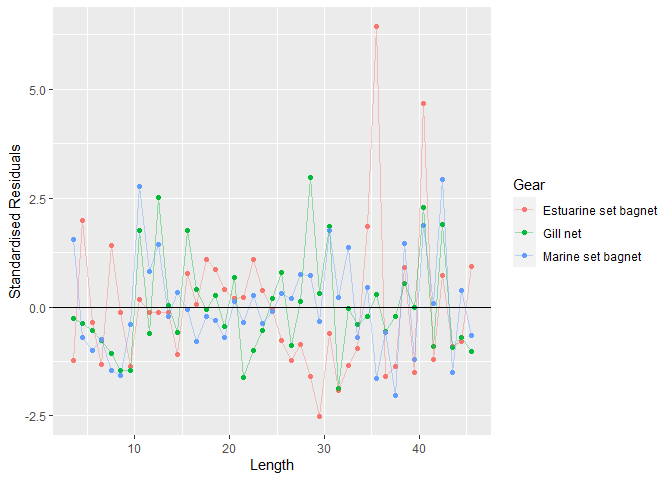 5.0
2.5
0.0
-2.5
Standardised Residuals
10
20
30
40
Length
Gear
Estuarine set bagnet
Gill net
Marine set bagnet